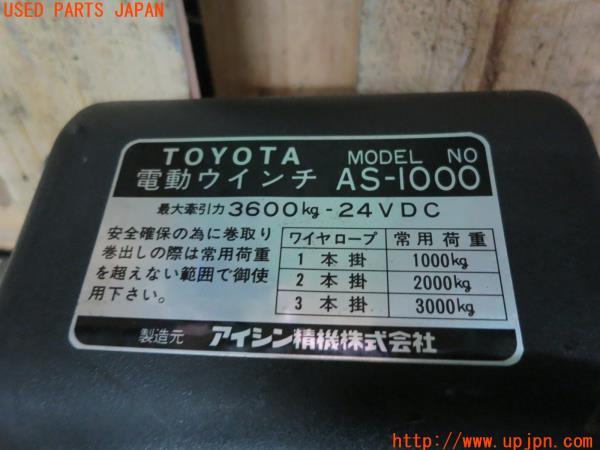 USED PARTS JAPAN
TOYOTA MODEL NO
電動ウインチ AS-1000
最大牽引力 3600kg-24VDC
安全確保の為に巻取り
巻出しの際は常用荷重
を超えない範囲で御使
用下さい。
ワイヤロープ 常用荷重
1本掛 1000kg
2本掛 2000kg
3本掛 3000kg
製造元 アイシン精機株式会社
http://www.upjpn.com/